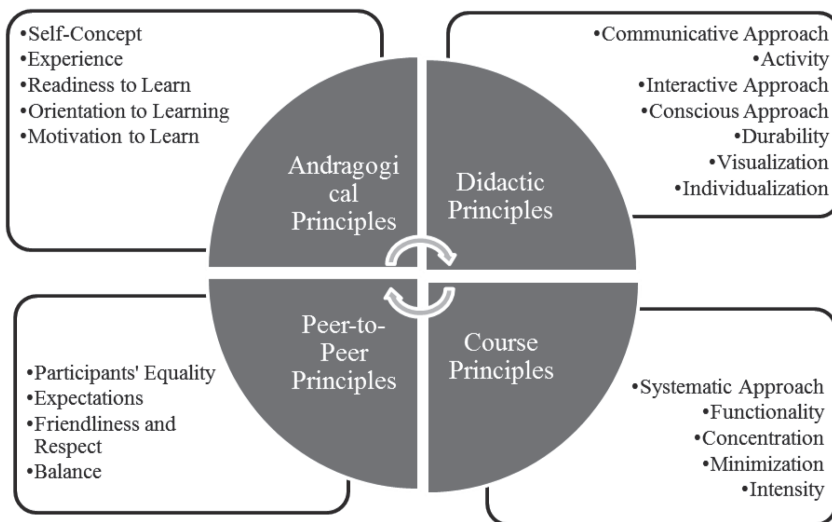 •Self-Concept
•Experience
•Readiness to Learn
•Orientation to Learning
•Motivation to Learn
•Communicative Approach
•Activity
•Interactive Approach
•Conscious Approach
•Durability
•Visualization
•Individualization
Andragogi
cal
Principles
Didactic
Principles
Peer-to-
Peer
Principles
Course
Principles
•Participants' Equality
•Expectations
•Friendliness and
Respect
•Balance
•Systematic Approach
•Functionality
•Concentration
•Minimization
•Intensity